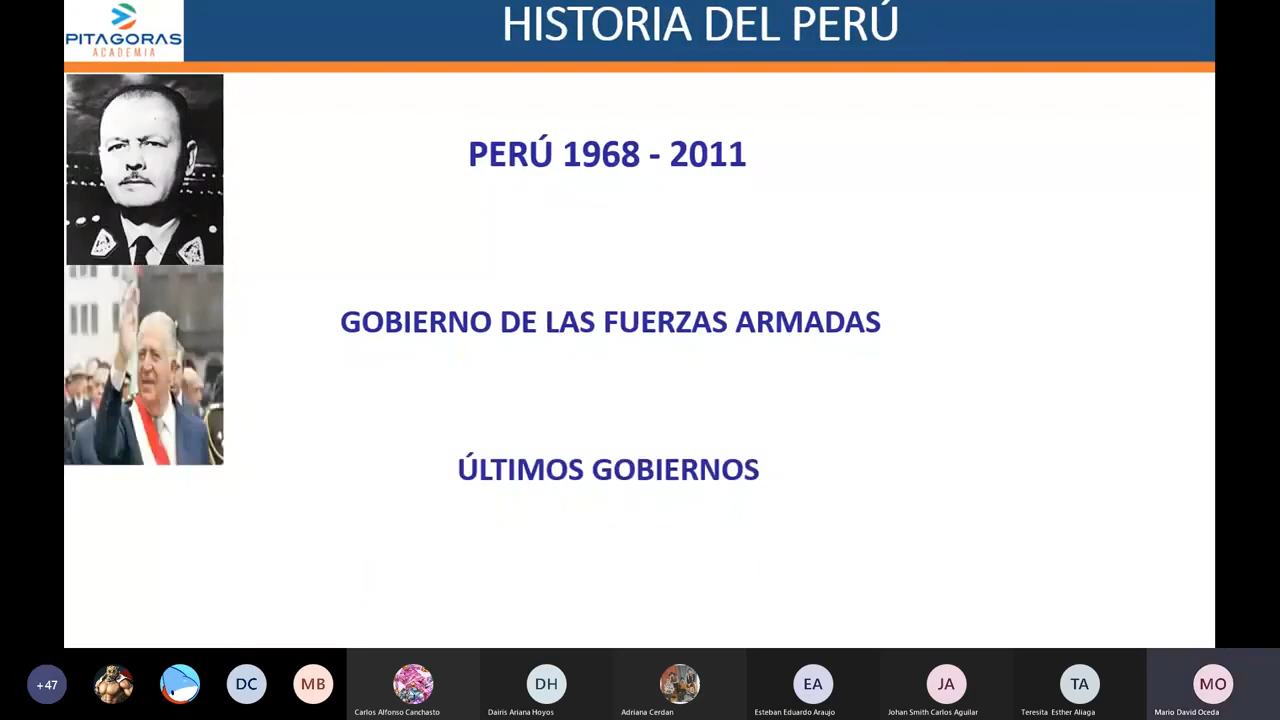 PITAGORAS
ACADEMIA
HISTORIA DEL PERÚ
PERÚ 1968 - 2011
GOBIERNO DE LAS FUERZAS ARMADAS
ÚLTIMOS GOBIERNOS
+47
DC
MB
DH
EA
JA
TA
MO
Carlos Alfonso Canchasto
Dairis Ariana Hoyos
Adriana Cerdan
Esteban Eduardo Araujo
Johan Smith Carlos Aguilar
Teresita Esther Aliaga
Mario David Oceda